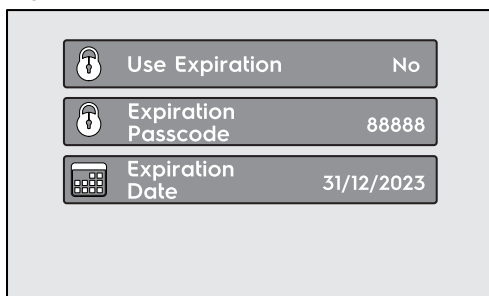 Use Expiration No
Expiration
Passcode 88888
Expiration
Date 31/12/2023